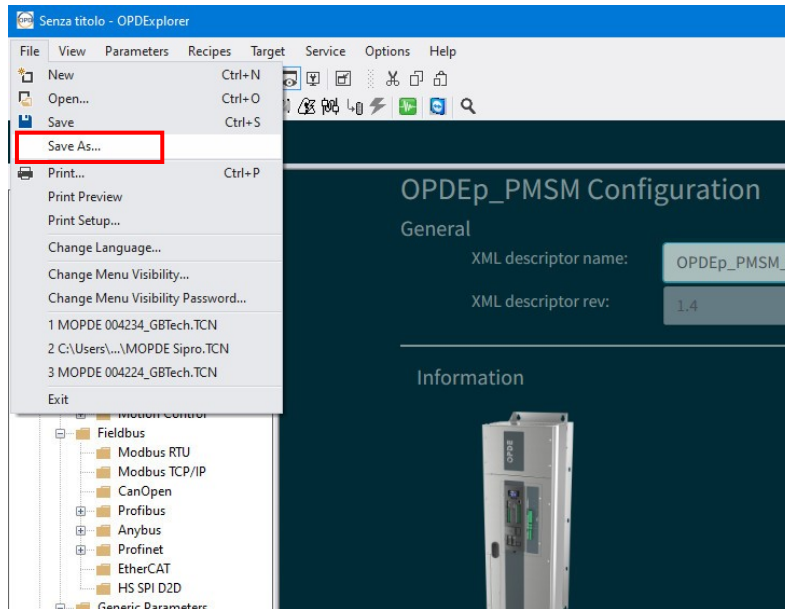 OPD Senza titolo - OPDExplorer
File View Parameters Recipes Target Service Options Help
New Ctrl+N
Open... Ctrl+O
Save Ctrl+S
Save As...
Print... Ctrl+P
Print Preview
Print Setup...
Change Language...
Change Menu Visibility...
Change Menu Visibility Password...
1 MOPDE 004234_GBTech.TCN
2 C:\Users\...\MOPDE Sipro.TCN
3 MOPDE 004224_GBTech.TCN
Exit
Motion Control
Fieldbus
Modbus RTU
Modbus TCP/IP
CanOpen
Profibus
Anybus
Profinet
EtherCAT
HS SPI D2D
Generic Parameters
OPDEp_PMSM Configuration
General
XML descriptor name: OPDEp_PMSM_
XML descriptor rev: 1.4
Information
OPDE